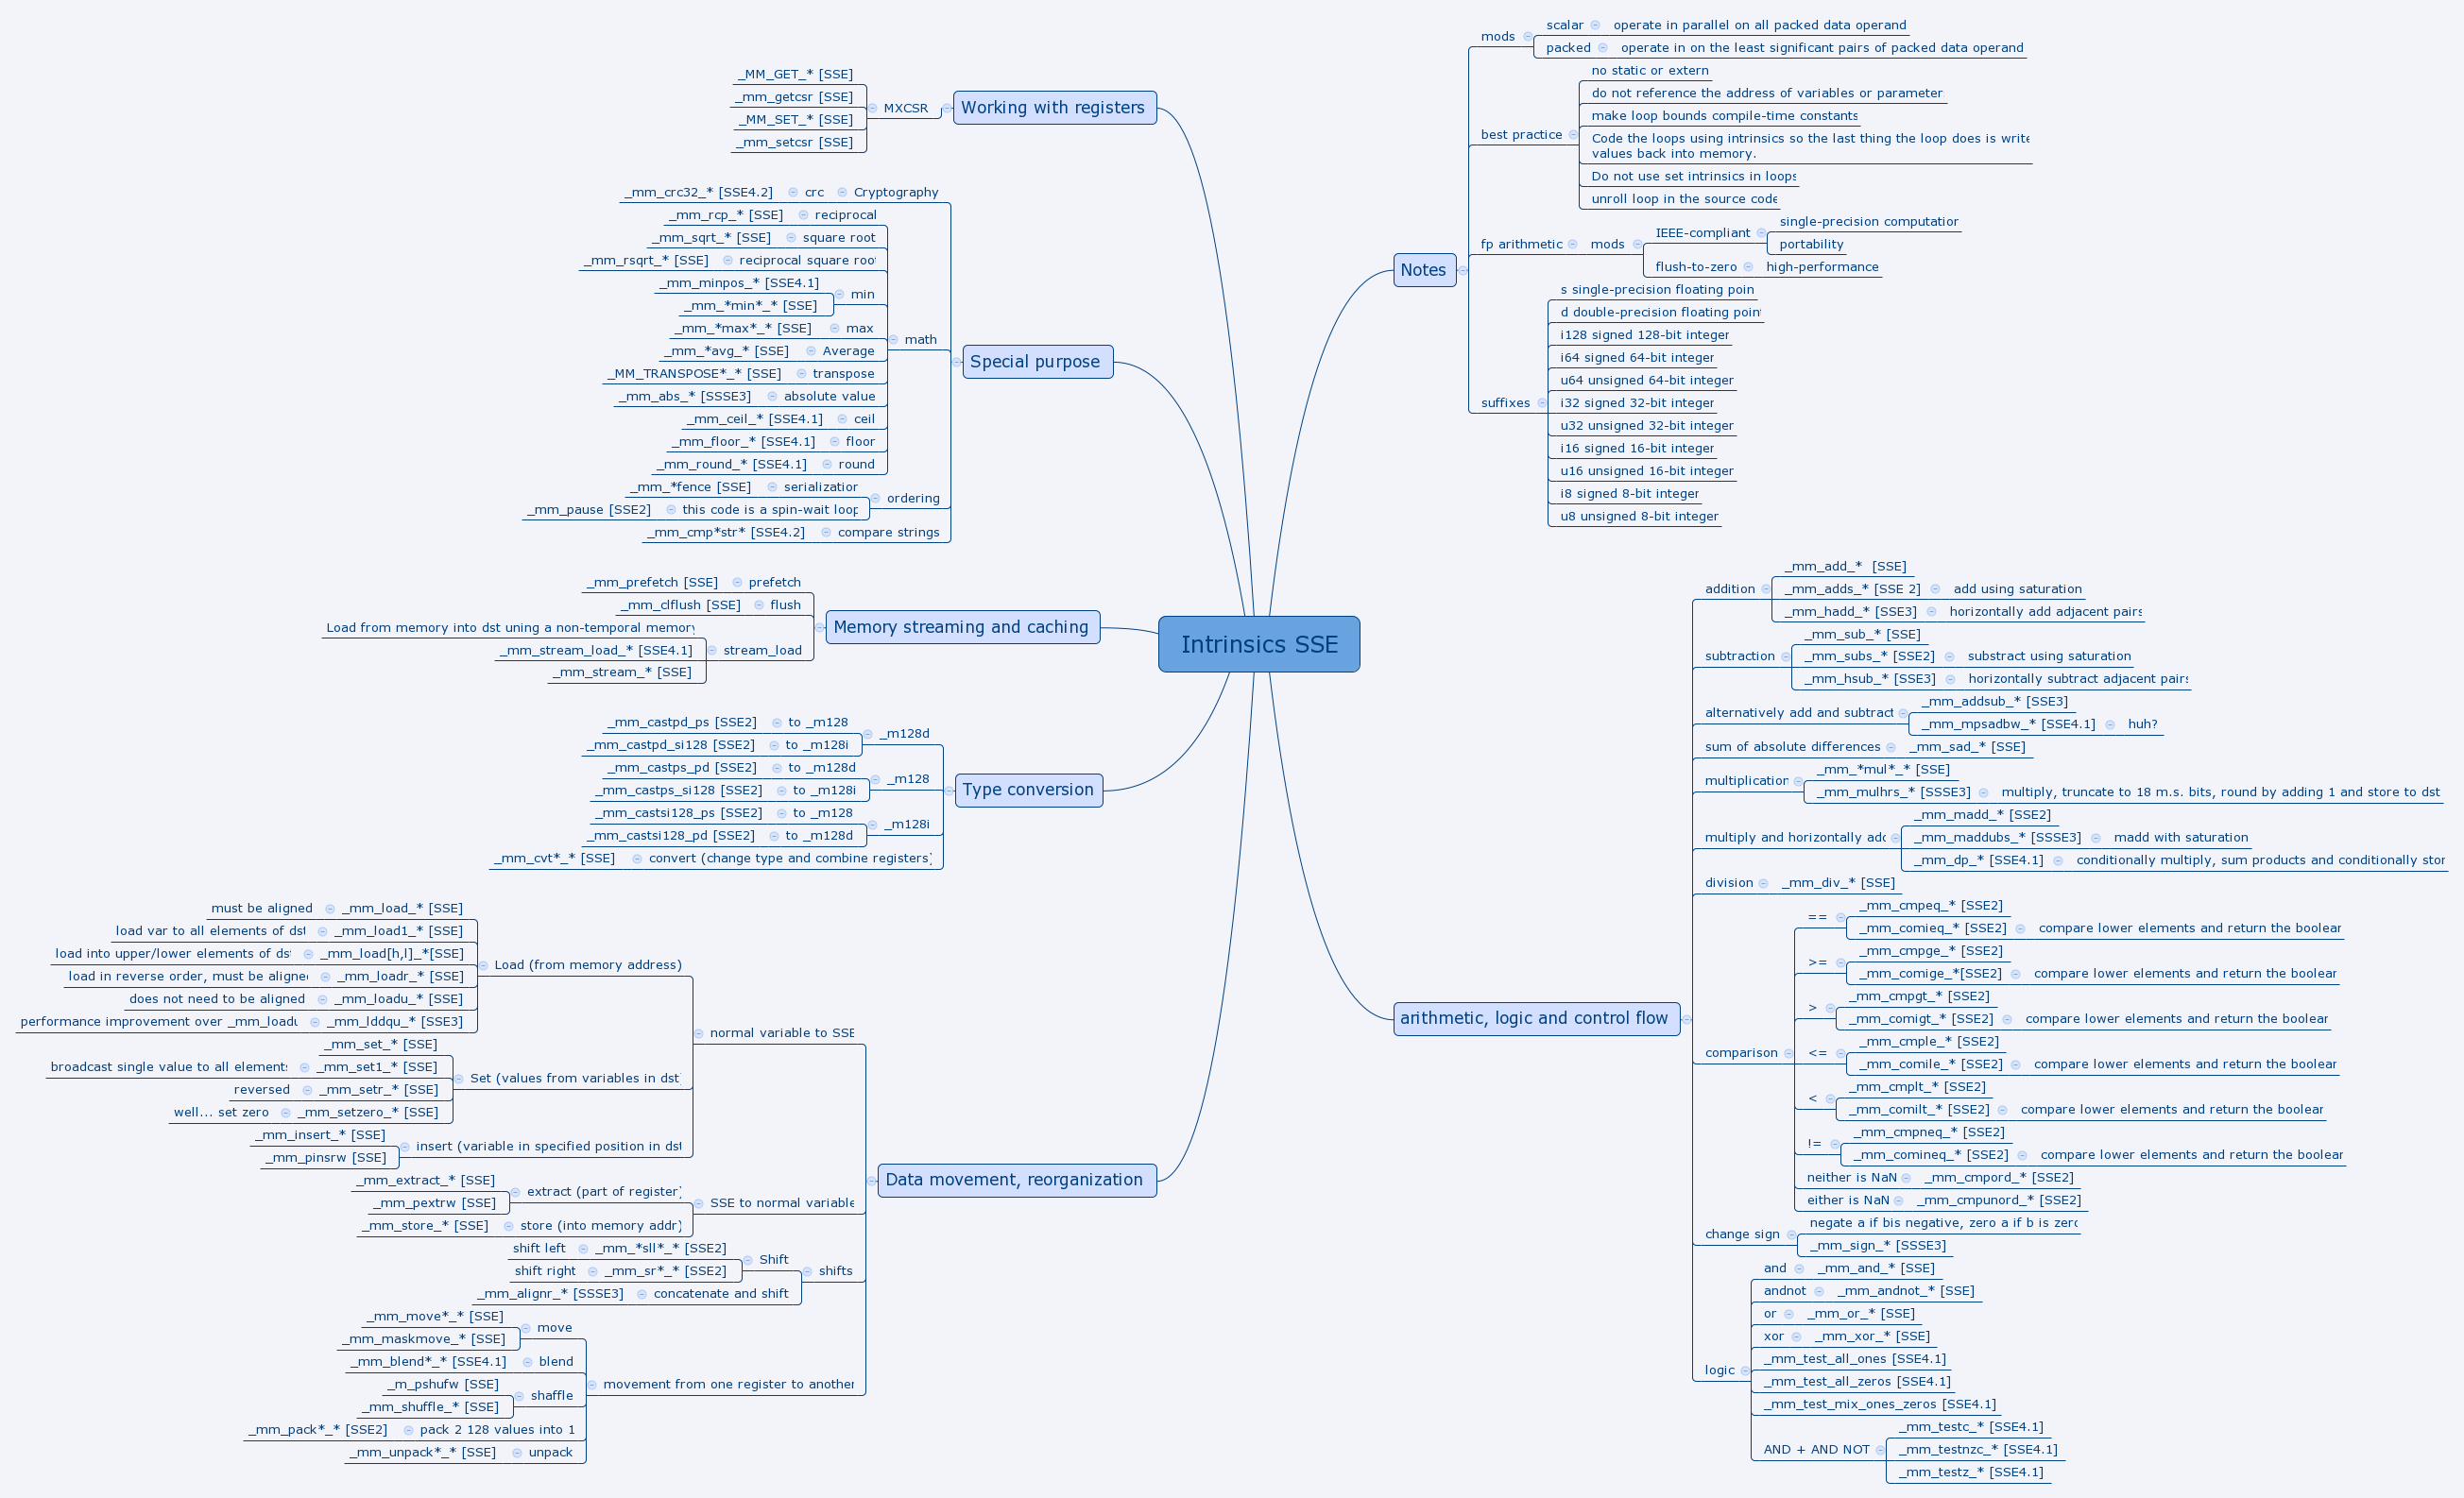 Intrinsics SSE
Working with registers
MXCSR
_MM_GET_* [SSE]
_mm_getcsr [SSE]
_MM_SET_* [SSE]
_mm_setcsr [SSE]
Special purpose
Cryptography
crc
_mm_crc32_* [SSE4.2]
math
reciprocal
_mm_rcp_* [SSE]
square root
_mm_sqrt_* [SSE]
reciprocal square root
_mm_rsqrt_* [SSE]
min
_mm_minpos_* [SSE4.1]
_mm_*min*_* [SSE]
max
_mm_*max*_* [SSE]
Average
_mm_*avg_* [SSE]
transpose
_MM_TRANSPOSE*_* [SSE]
absolute value
_mm_abs_* [SSSE3]
ceil
_mm_ceil_* [SSE4.1]
floor
_mm_floor_* [SSE4.1]
round
_mm_round_* [SSE4.1]
ordering
serialization
_mm_*fence [SSE]
this code is a spin-wait loop
_mm_pause [SSE2]
compare strings
_mm_cmp*str* [SSE4.2]
Memory streaming and caching
prefetch
_mm_prefetch [SSE]
flush
_mm_clflush [SSE]
stream_load
Load from memory into dst uning a non-temporal memory
_mm_stream_load_* [SSE4.1]
_mm_stream_* [SSE]
Type conversion
_m128d
to _m128
_mm_castpd_ps [SSE2]
to _m128i
_mm_castpd_si128 [SSE2]
_m128
to _m128d
_mm_castps_pd [SSE2]
to _m128i
_mm_castps_si128 [SSE2]
_m128i
to _m128
_mm_castsi128_ps [SSE2]
to _m128d
_mm_castsi128_pd [SSE2]
convert (change type and combine registers)
_mm_cvt*_* [SSE]
Data movement, reorganization
normal variable to SSE
Load (from memory address)
_mm_load_* [SSE]
must be aligned
_mm_load1_* [SSE]
load var to all elements of dst
_mm_load[h,l]_*[SSE]
load into upper/lower elements of dst
_mm_loadr_* [SSE]
load in reverse order, must be aligned
_mm_loadu_* [SSE]
does not need to be aligned
_mm_lddqu_* [SSE3]
performance improvement over _mm_loadu
Set (values from variables in dst)
_mm_set_* [SSE]
_mm_set1_* [SSE]
broadcast single value to all elements
_mm_setr_* [SSE]
reversed
_mm_setzero_* [SSE]
well... set zero
insert (variable in specified position in dst
_mm_insert_* [SSE]
_mm_pinsrw [SSE]
SSE to normal variable
extract (part of register)
_mm_extract_* [SSE]
_mm_pextrw [SSE]
store (into memory addr)
_mm_store_* [SSE]
shifts
Shift
_mm_*sll*_* [SSE2]
shift left
_mm_sr*_* [SSE2]
shift right
concatenate and shift
_mm_alignr_* [SSSE3]
movement from one register to another
move
_mm_move*_* [SSE]
_mm_maskmove_* [SSE]
blend
_mm_blend*_* [SSE4.1]
shaffle
_m_pshufw [SSE]
_mm_shuffle_* [SSE]
pack 2 128 values into 1
_mm_pack*_* [SSE2]
unpack
_mm_unpack*_* [SSE]
Notes
mods
scalar
operate in parallel on all packed data operand
packed
operate in on the least significant pairs of packed data operand
best practice
no static or extern
do not reference the address of variables or parameter
make loop bounds compile-time constants
Code the loops using intrinsics so the last thing the loop does is write
values back into memory.
Do not use set intrinsics in loops
unroll loop in the source code
fp arithmetic
mods
IEEE-compliant
single-precision computation
portability
flush-to-zero
high-performance
suffixes
s single-precision floating poin
d double-precision floating point
i128 signed 128-bit integer
i64 signed 64-bit integer
u64 unsigned 64-bit integer
i32 signed 32-bit integer
u32 unsigned 32-bit integer
i16 signed 16-bit integer
u16 unsigned 16-bit integer
i8 signed 8-bit integer
u8 unsigned 8-bit integer
arithmetic, logic and control flow
addition
_mm_add_* [SSE]
_mm_adds_* [SSE 2]
add using saturation
_mm_hadd_* [SSE3]
horizontally add adjacent pairs
subtraction
_mm_sub_* [SSE]
_mm_subs_* [SSE2]
substract using saturation
_mm_hsub_* [SSE3]
horizontally subtract adjacent pairs
alternatively add and subtract
_mm_addsub_* [SSE3]
_mm_mpsadbw_* [SSE4.1]
huh?
sum of absolute differences
_mm_sad_* [SSE]
multiplication
_mm_*mul*_* [SSE]
_mm_mulhrs_* [SSSE3]
multiply, truncate to 18 m.s. bits, round by adding 1 and store to dst
multiply and horizontally add
_mm_madd_* [SSE2]
_mm_maddubs_* [SSSE3]
madd with saturation
_mm_dp_* [SSE4.1]
conditionally multiply, sum products and conditionally stor
division
_mm_div_* [SSE]
comparison
==
_mm_cmpeq_* [SSE2]
_mm_comieq_* [SSE2]
compare lower elements and return the boolean
>=
_mm_cmpge_* [SSE2]
_mm_comige_*[SSE2]
compare lower elements and return the boolean
>
_mm_cmpgt_* [SSE2]
_mm_comigt_* [SSE2]
compare lower elements and return the boolean
<=
_mm_cmple_* [SSE2]
_mm_comile_* [SSE2]
compare lower elements and return the boolean
<
_mm_cmplt_* [SSE2]
_mm_comilt_* [SSE2]
compare lower elements and return the boolean
!=
_mm_cmpneq_* [SSE2]
_mm_comineq_* [SSE2]
compare lower elements and return the boolean
neither is NaN
_mm_cmpord_* [SSE2]
either is NaN
_mm_cmpunord_* [SSE2]
change sign
negate a if bis negative, zero a if b is zero
_mm_sign_* [SSSE3]
logic
and
_mm_and_* [SSE]
andnot
_mm_andnot_* [SSE]
or
_mm_or_* [SSE]
xor
_mm_xor_* [SSE]
_mm_test_all_ones [SSE4.1]
_mm_test_all_zeros [SSE4.1]
_mm_test_mix_ones_zeros [SSE4.1]
AND + AND NOT
_mm_testc_* [SSE4.1]
_mm_testnzc_* [SSE4.1]
_mm_testz_* [SSE4.1]